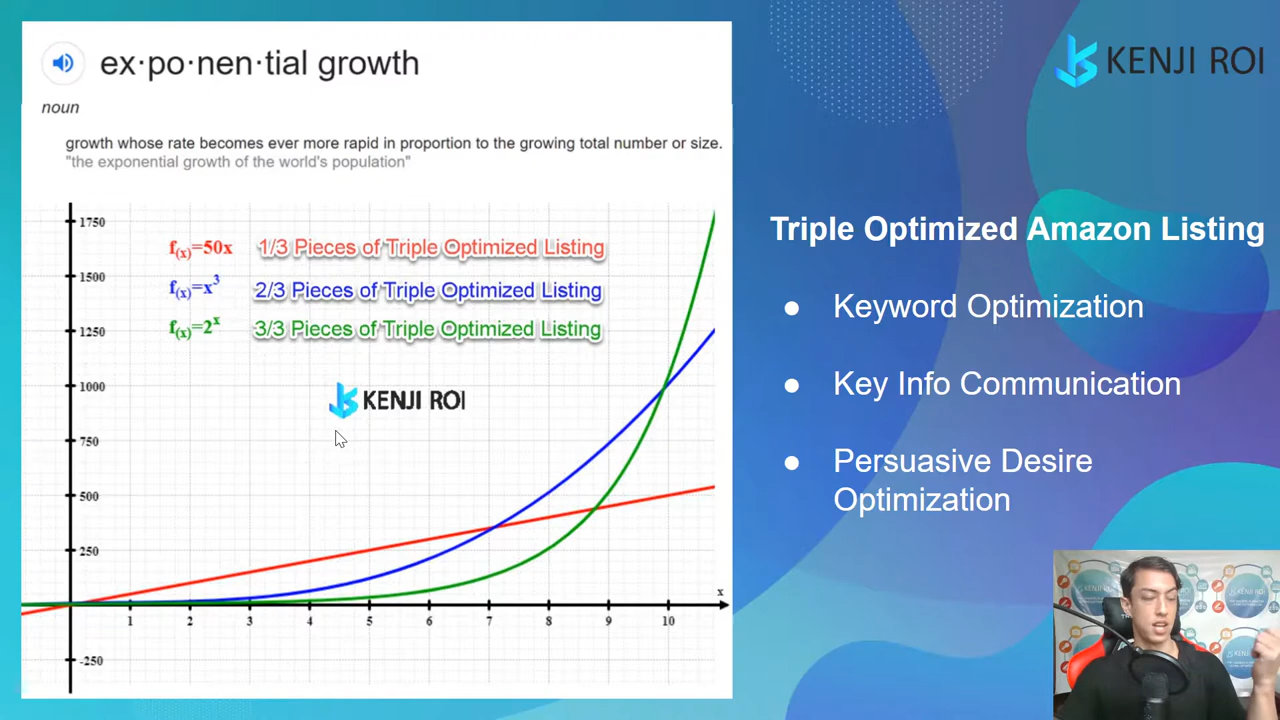 ex·po·nen·tial growth
noun
growth whose rate becomes ever more rapid in proportion to the growing total number or size.
"the exponential growth of the world's population"
1750
1500
1250
1000
750
500
250
-250
f(x)=50x 1/3 Pieces of Triple Optimized Listing
f(x)=x³ 2/3 Pieces of Triple Optimized Listing
f(x)=2ˣ 3/3 Pieces of Triple Optimized Listing
KENJI ROI
x
1 2 3 4 5 6 7 8 9 10
KENJI ROI
Triple Optimized Amazon Listing
● Keyword Optimization
● Key Info Communication
● Persuasive Desire
Optimization
KENJI ROI